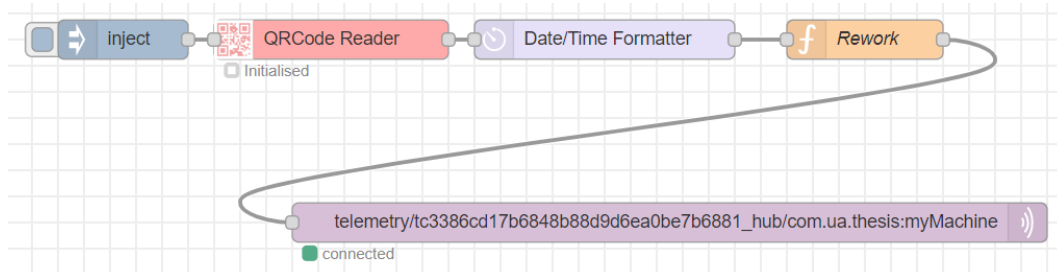 inject
QRCode Reader
Initialised
Date/Time Formatter
Rework
telemetry/tc3386cd17b6848b88d9d6ea0be7b6881_hub/com.ua.thesis:myMachine
connected